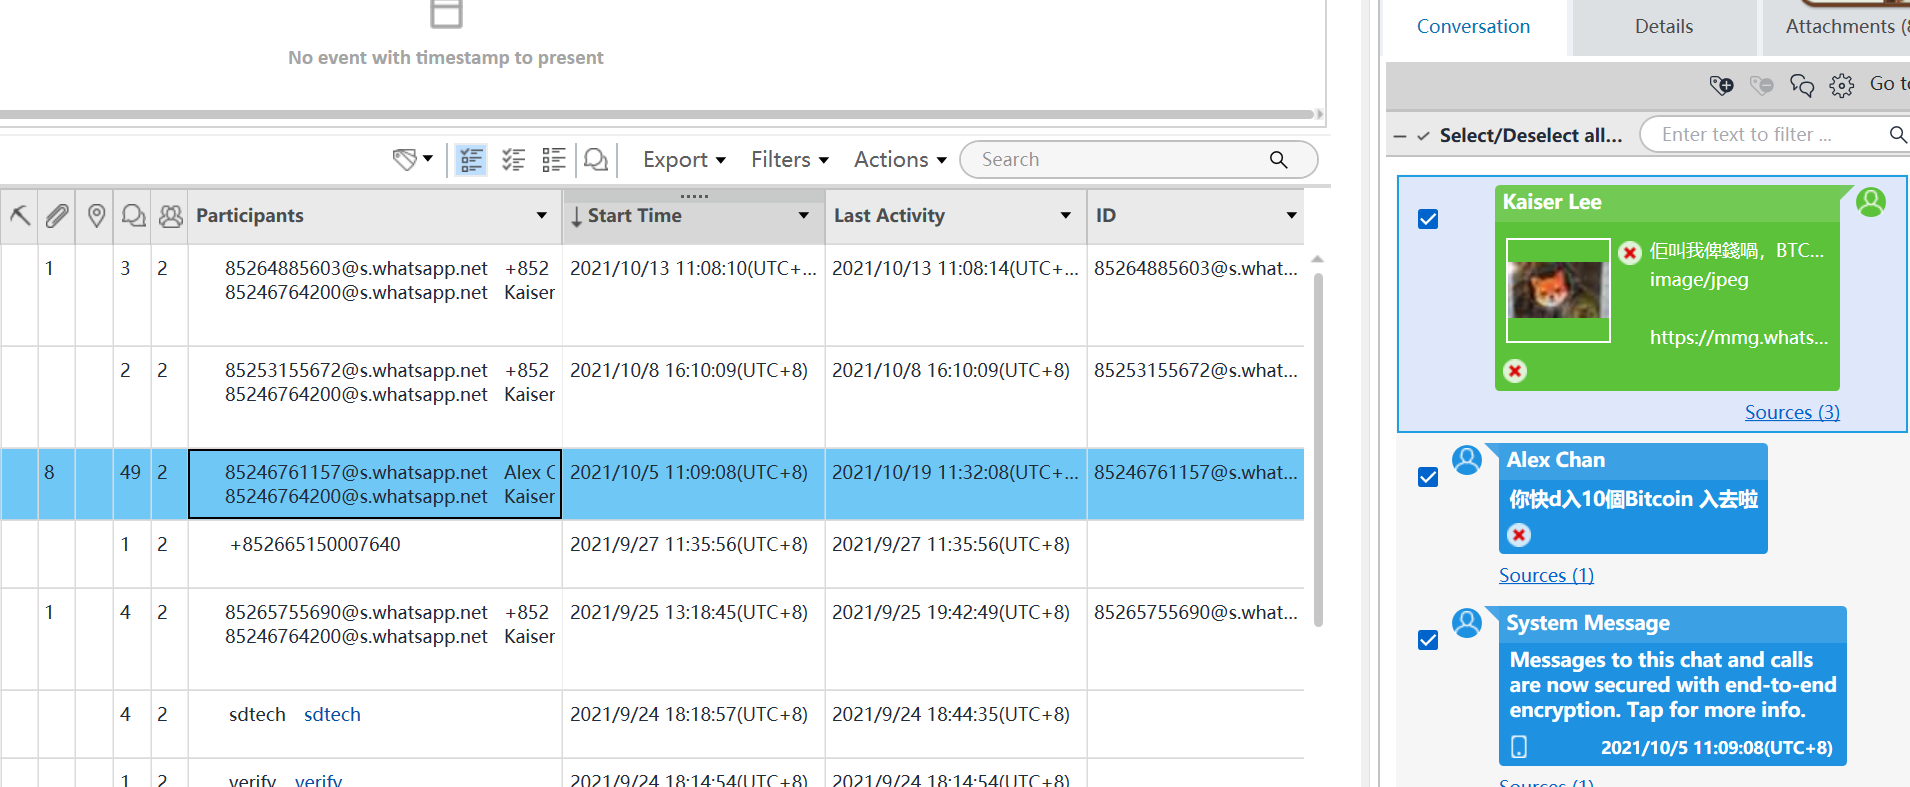 No event with timestamp to present
Export
Filters
Actions
Search
Participants
Start Time
Last Activity
ID
1
3
2
85264885603@s.whatsapp.net +852
85246764200@s.whatsapp.net Kaiser
2021/10/13 11:08:10(UTC+...
2021/10/13 11:08:14(UTC+...
85264885603@s.what...
2
2
85253155672@s.whatsapp.net +852
85246764200@s.whatsapp.net Kaiser
2021/10/8 16:10:09(UTC+8)
2021/10/8 16:10:09(UTC+8)
85253155672@s.what...
8
49
2
85246761157@s.whatsapp.net Alex C
85246764200@s.whatsapp.net Kaiser
2021/10/5 11:09:08(UTC+8)
2021/10/19 11:32:08(UTC+...
85246761157@s.what...
1
2
+852665150007640
2021/9/27 11:35:56(UTC+8)
2021/9/27 11:35:56(UTC+8)
1
4
2
85265755690@s.whatsapp.net +852
85246764200@s.whatsapp.net Kaiser
2021/9/25 13:18:45(UTC+8)
2021/9/25 19:42:49(UTC+8)
85265755690@s.what...
4
2
sdtech sdtech
2021/9/24 18:18:57(UTC+8)
2021/9/24 18:44:35(UTC+8)
1
2
verify verify
2021/9/24 18:14:54(UTC+8)
2021/9/24 18:14:54(UTC+8)
Conversation
Details
Attachments (8
Go to
Select/Deselect all...
Enter text to filter ...
Kaiser Lee
佢叫我俾錢喎，BTC...
image/jpeg
https://mmg.whats...
Sources (3)
Alex Chan
你快d入10個Bitcoin 入去啦
Sources (1)
System Message
Messages to this chat and calls
are now secured with end-to-end
encryption. Tap for more info.
2021/10/5 11:09:08(UTC+8)
Sources (1)